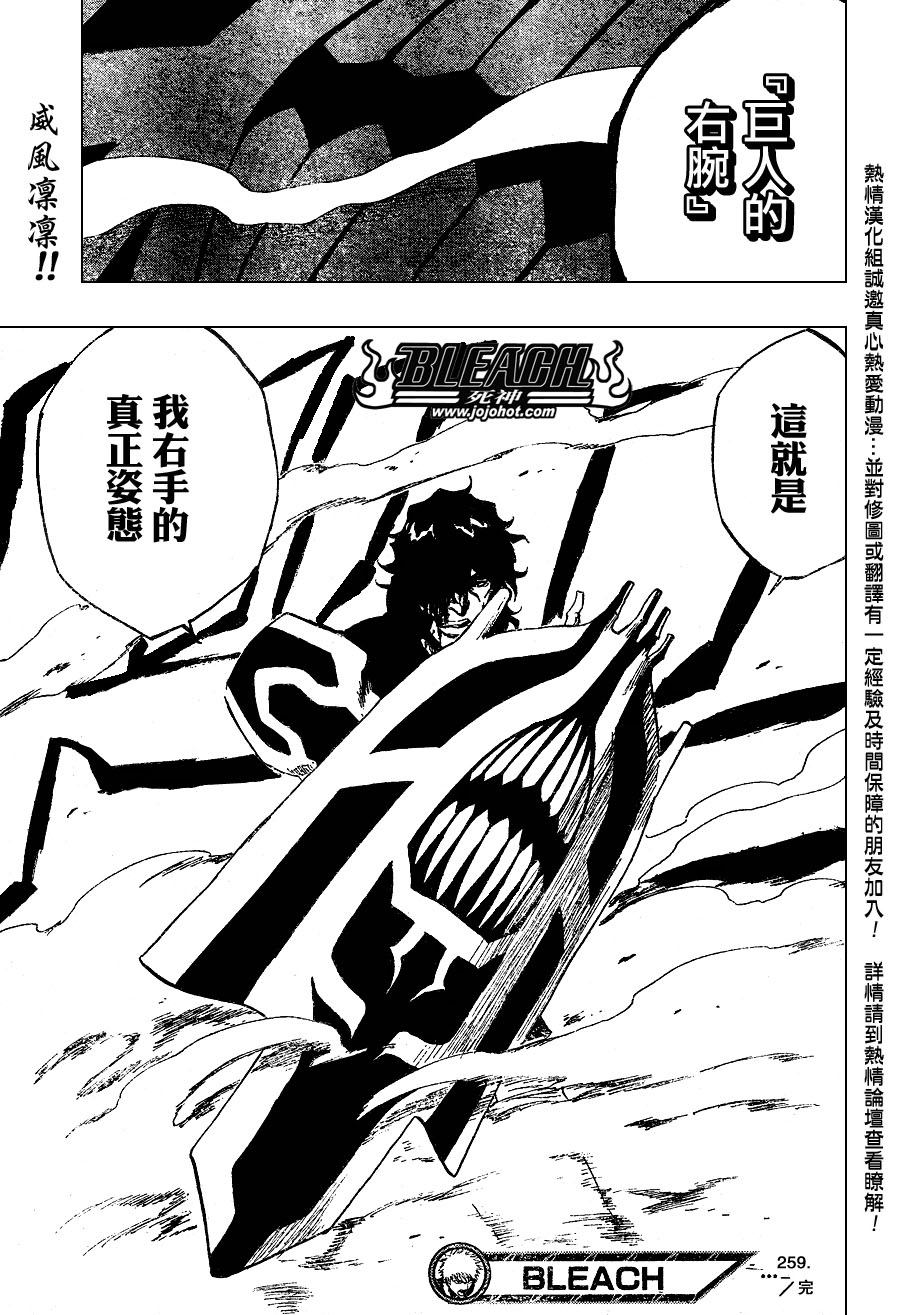 『巨人的
右腕』
威風凜凜!!
BLEACH
死神
www.jojohot.com
這就是
我右手的
真正姿態
熱情漢化組誠邀真心熱愛動漫…並對修圖或翻譯有一定經驗及時間保障的朋友加入！ 詳情請到熱情論壇查看瞭解！
BLEACH
259.
…/完